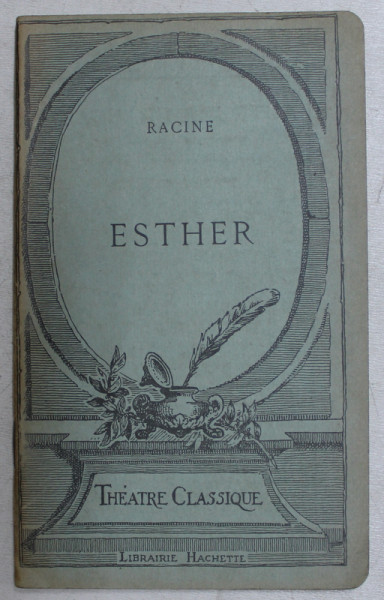 RACINE
ESTHER
THÉATRE CLASSIQUE
LIBRAIRIE HACHETTE